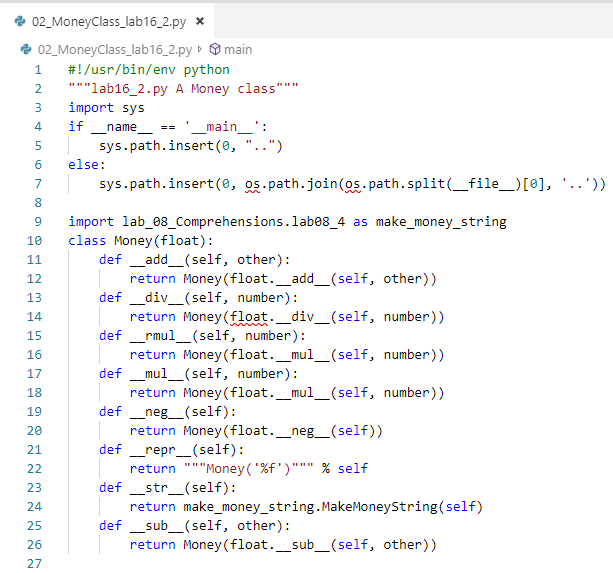 02_MoneyClass_lab16_2.py ×
02_MoneyClass_lab16_2.py > main
1 #!/usr/bin/env python
2 """lab16_2.py A Money class"""
3 import sys
4 if __name__ == '__main__':
5     sys.path.insert(0, "..")
6 else:
7     sys.path.insert(0, os.path.join(os.path.split(__file__)[0], '..'))
8
9 import lab_08_Comprehensions.lab08_4 as make_money_string
10 class Money(float):
11     def __add__(self, other):
12         return Money(float.__add__(self, other))
13     def __div__(self, number):
14         return Money(float.__div__(self, number))
15     def __rmul__(self, number):
16         return Money(float.__mul__(self, number))
17     def __mul__(self, number):
18         return Money(float.__mul__(self, number))
19     def __neg__(self):
20         return Money(float.__neg__(self))
21     def __repr__(self):
22         return """Money('%f')""" % self
23     def __str__(self):
24         return make_money_string.MakeMoneyString(self)
25     def __sub__(self, other):
26         return Money(float.__sub__(self, other))
27